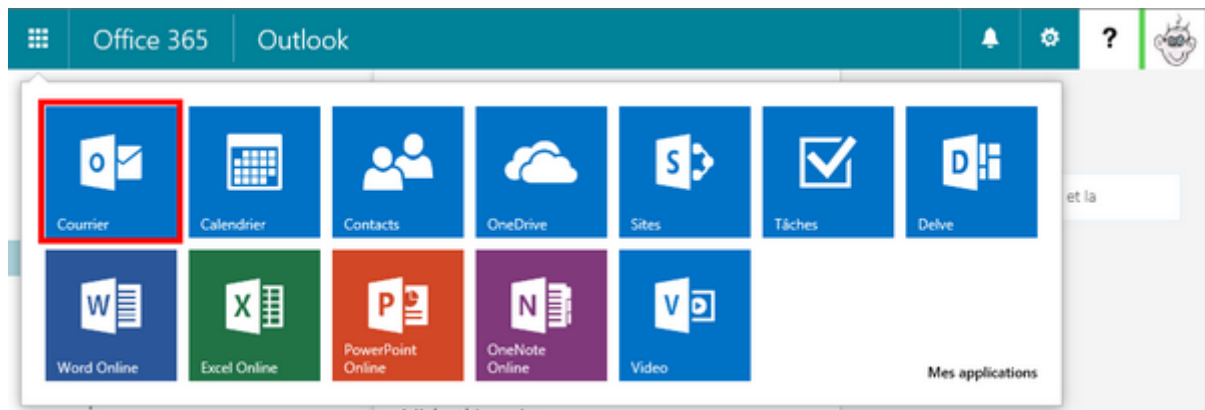 Office 365 Outlook ?
et la
Courrier Calendrier Contacts OneDrive Sites Tâches Delve
Word Online Excel Online PowerPoint Online OneNote Online Video
Mes applications